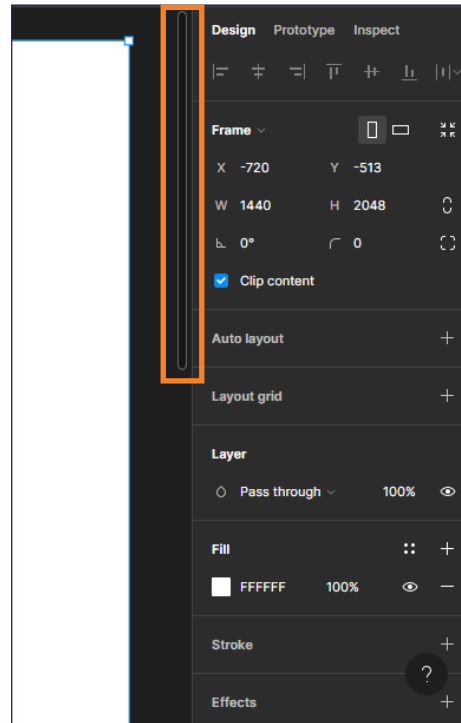 Design Prototype Inspect
Frame
X -720 Y -513
W 1440 H 2048
0° 0
Clip content
Auto layout
Layout grid
Layer
Pass through 100%
Fill
FFFFFF 100%
Stroke
?
Effects